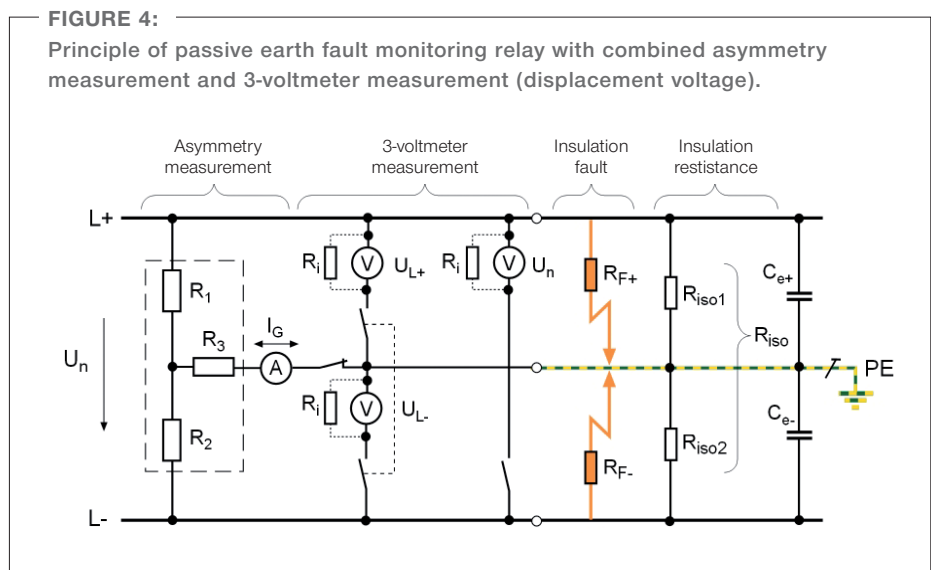 FIGURE 4:
Principle of passive earth fault monitoring relay with combined asymmetry
measurement and 3-voltmeter measurement (displacement voltage).
Asymmetry
measurement
3-voltmeter
measurement
Insulation
fault
Insulation
restistance
L+
Ri
V
UL+
Ri
V
Un
RF+
Riso1
Ce+
R1
R3
IG
A
Un
Riso
PE
Ri
V
UL-
R2
RF-
Riso2
Ce-
L-